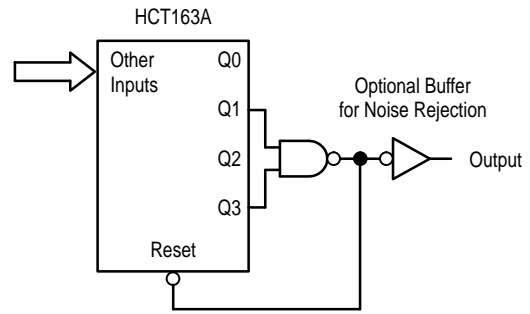 HCT163A
Other
Inputs
Q0
Q1
Q2
Q3
Reset
Optional Buffer
for Noise Rejection
Output